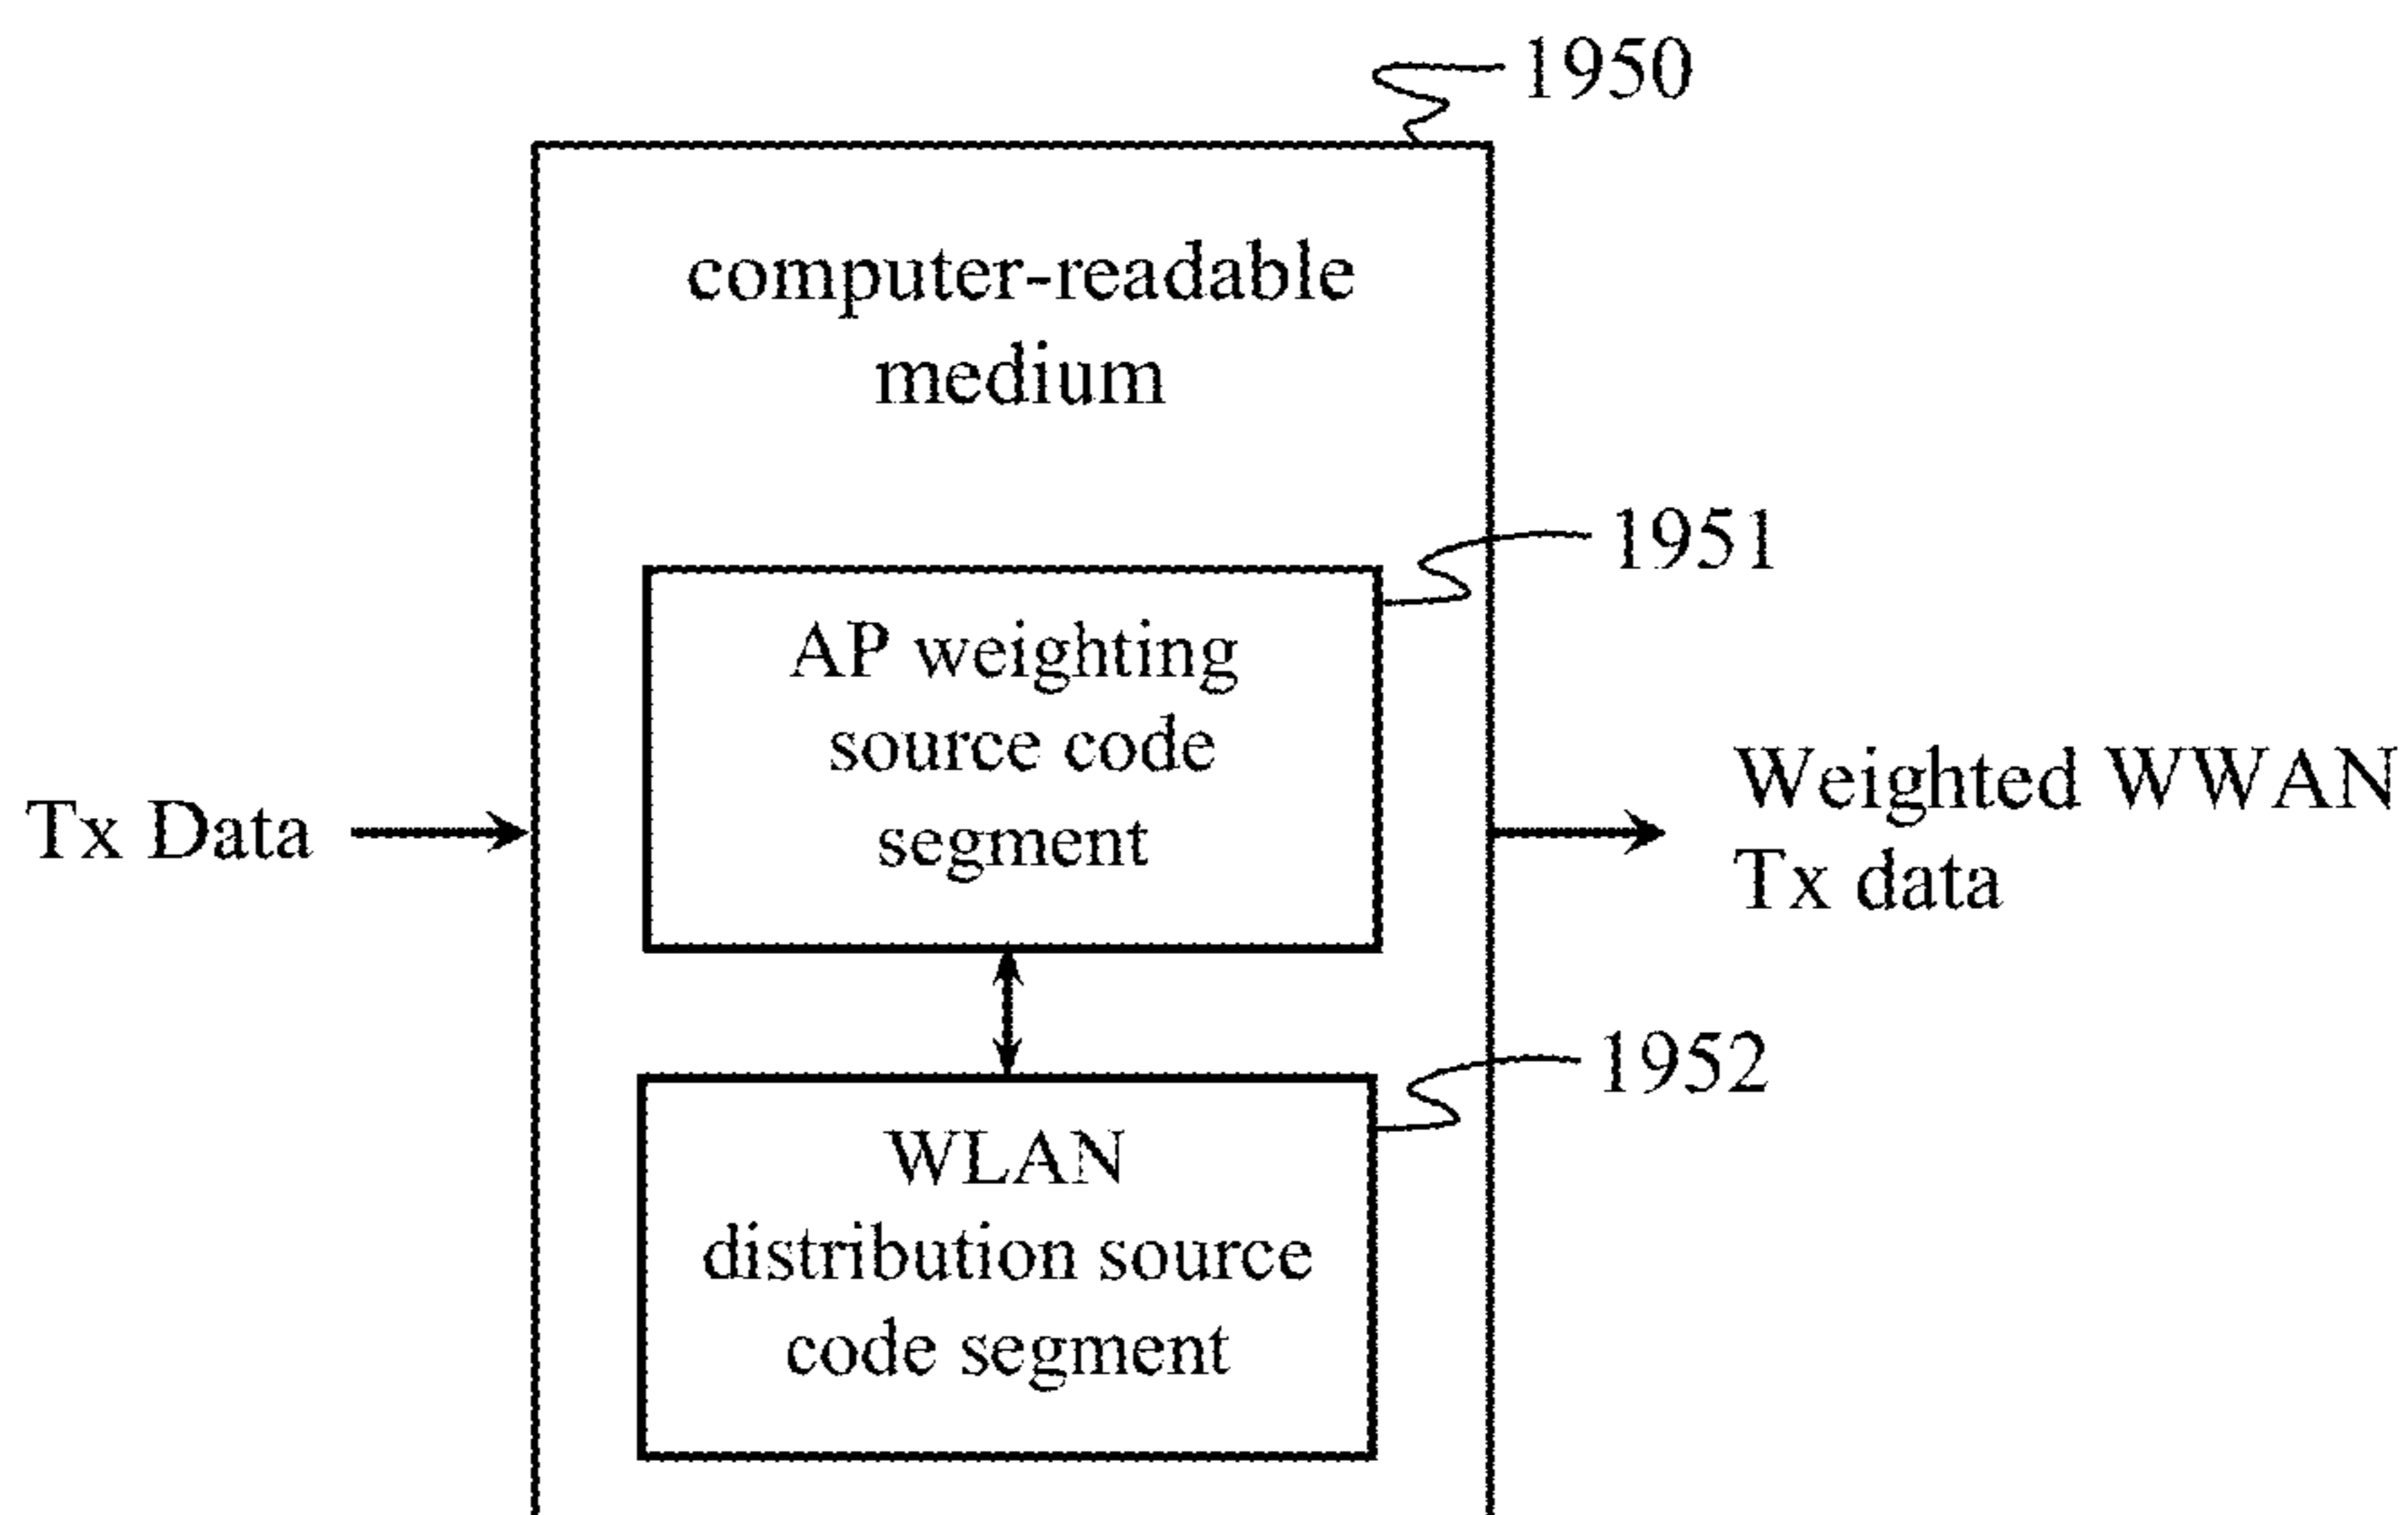 1950
computer-readable
medium
1951
AP weighting
source code
segment
Tx Data
Weighted WWAN
Tx data
1952
WLAN
distribution source
code segment